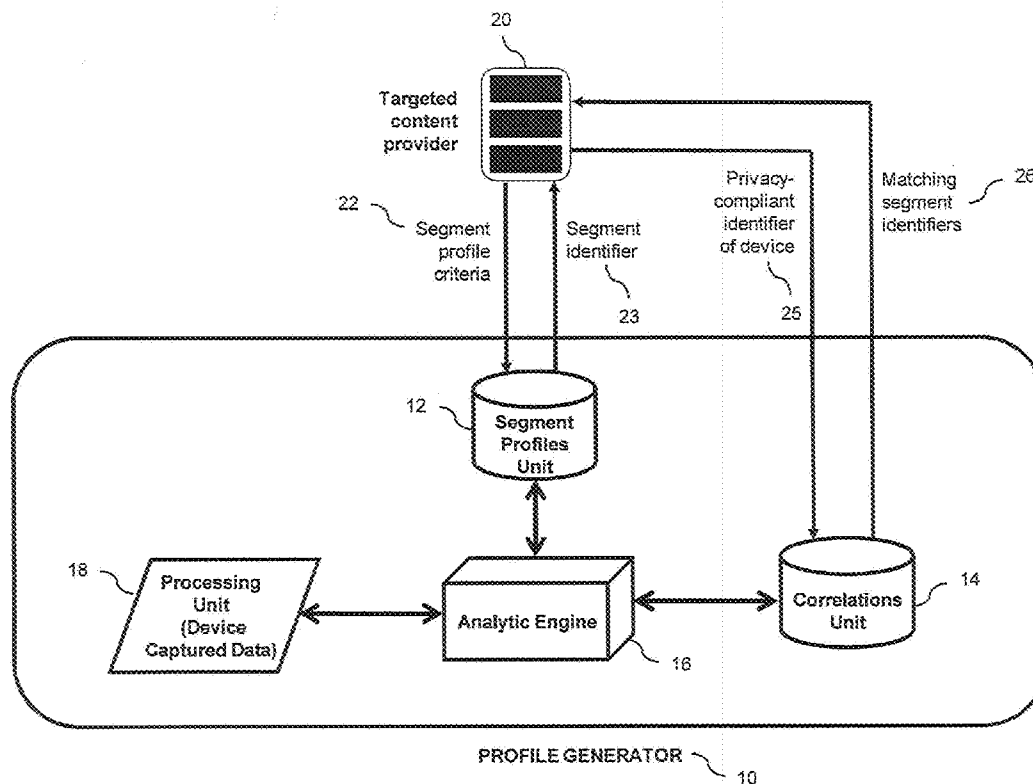 20
Targeted
content
provider
22
Segment
profile
criteria
Segment
identifier
23
Privacy-
compliant
identifier
of device
25
Matching
segment
identifiers
26
12
Segment
Profiles
Unit
18
Processing
Unit
(Device
Captured Data)
Analytic Engine
16
Correlations
Unit
14
PROFILE GENERATOR
10